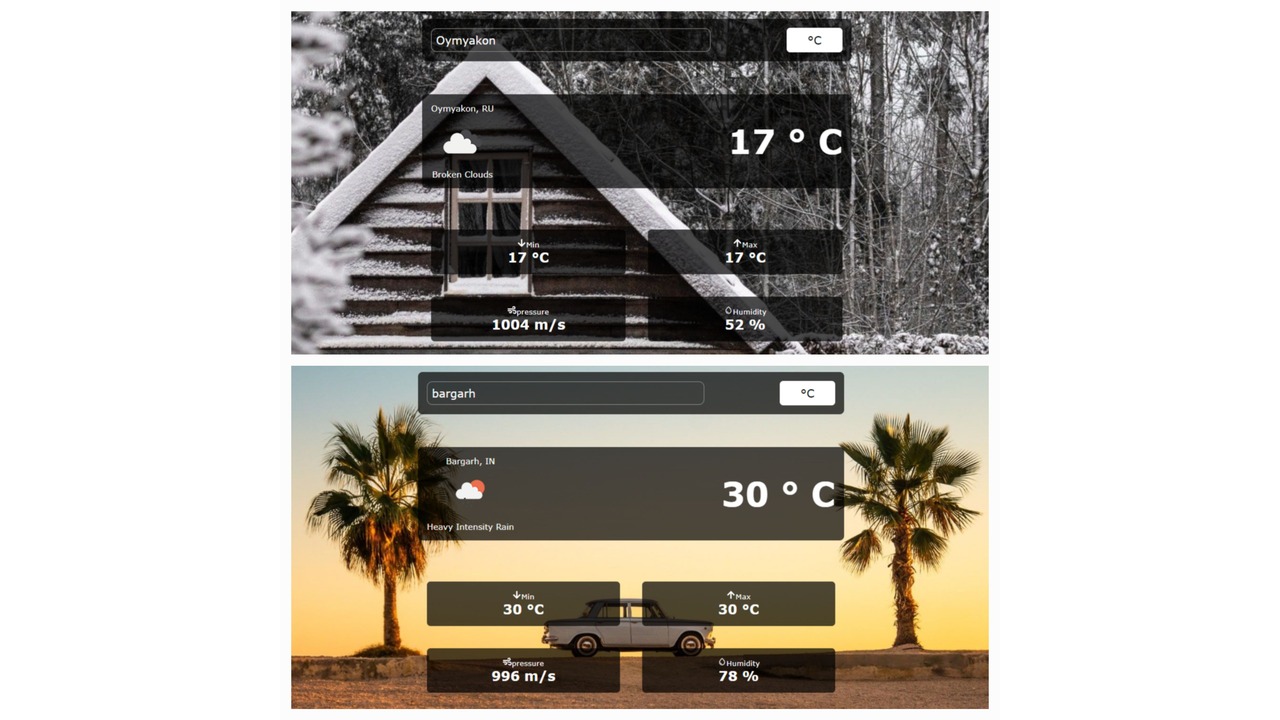 Oymyakon
°C
Oymyakon, RU
17 ° C
Broken Clouds
Min
17 °C
Max
17 °C
pressure
1004 m/s
Humidity
52 %
bargarh
°C
Bargarh, IN
30 ° C
Heavy Intensity Rain
Min
30 °C
Max
30 °C
pressure
996 m/s
Humidity
78 %